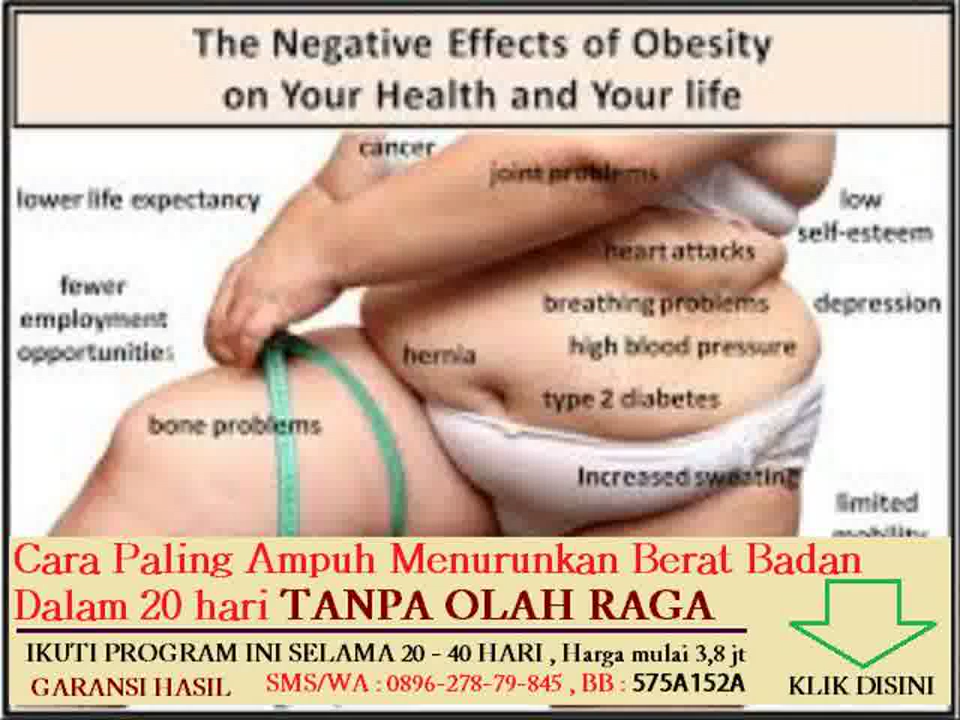 The Negative Effects of Obesity
on Your Health and Your life
cancer
joint problems
lower life expectancy
low
self-esteem
heart attacks
fewer
employment
opportunities
breathing problems
depression
hernia
high blood pressure
type 2 diabetes
bone problems
Increased sweating
limited
mobility
Cara Paling Ampuh Menurunkan Berat Badan
Dalam 20 hari TANPA OLAH RAGA
IKUTI PROGRAM INI SELAMA 20 - 40 HARI , Harga mulai 3,8 jt
GARANSI HASIL SMS/WA : 0896-278-79-845 , BB : 575A152A
KLIK DISINI